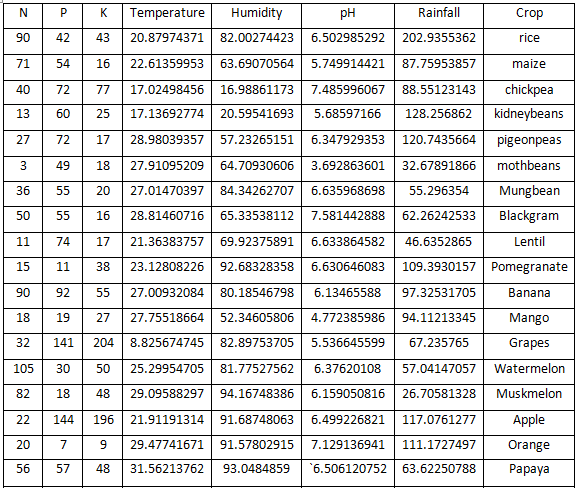 N P K Temperature Humidity pH Rainfall Crop
90 42 43 20.87974371 82.00274423 6.502985292 202.9355362 rice
71 54 16 22.61359953 63.69070564 5.749914421 87.75953857 maize
40 72 77 17.02498456 16.98861173 7.485996067 88.55123143 chickpea
13 60 25 17.13692774 20.59541693 5.68597166 128.256862 kidneybeans
27 72 17 28.98039357 57.23265151 6.347929353 120.7435664 pigeonpeas
3 49 18 27.91095209 64.70930606 3.692863601 32.67891866 mothbeans
36 55 20 27.01470397 84.34262707 6.635968698 55.296354 Mungbean
50 55 16 28.81460716 65.33538112 7.581442888 62.26242533 Blackgram
11 74 17 21.36383757 69.92375891 6.633864582 46.6352865 Lentil
15 11 38 23.12808226 92.68328358 6.630646083 109.3930157 Pomegranate
90 92 55 27.00932084 80.18546798 6.13465588 97.32531705 Banana
18 19 27 27.75518664 52.34605806 4.772385986 94.11213345 Mango
32 141 204 8.825674745 82.89753705 5.536645599 67.235765 Grapes
105 30 50 25.29954705 81.77527562 6.37620108 57.04147057 Watermelon
82 18 48 29.09588297 94.16748386 6.159050816 26.70581328 Muskmelon
22 144 196 21.91191314 91.68748063 6.499226821 117.0761277 Apple
20 7 9 29.47741671 91.57802915 7.129136941 111.1727497 Orange
56 57 48 31.56213762 93.0484859 `6.506120752 63.62250788 Papaya